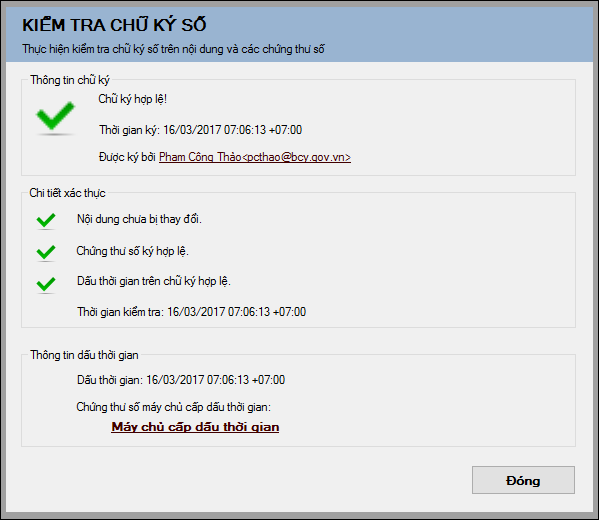 KIỂM TRA CHỮ KÝ SỐ
Thực hiện kiểm tra chữ ký số trên nội dung và các chứng thư số
Thông tin chữ ký
Chữ ký hợp lệ!
Thời gian ký: 16/03/2017 07:06:13 +07:00
Được ký bởi Phạm Công Thảo<pcthao@bcy.gov.vn>
Chi tiết xác thực
Nội dung chưa bị thay đổi.
Chứng thư số ký hợp lệ.
Dấu thời gian trên chữ ký hợp lệ.
Thời gian kiểm tra: 16/03/2017 07:06:13 +07:00
Thông tin dấu thời gian
Dấu thời gian: 16/03/2017 07:06:13 +07:00
Chứng thư số máy chủ cấp dấu thời gian:
Máy chủ cấp dấu thời gian
Đóng